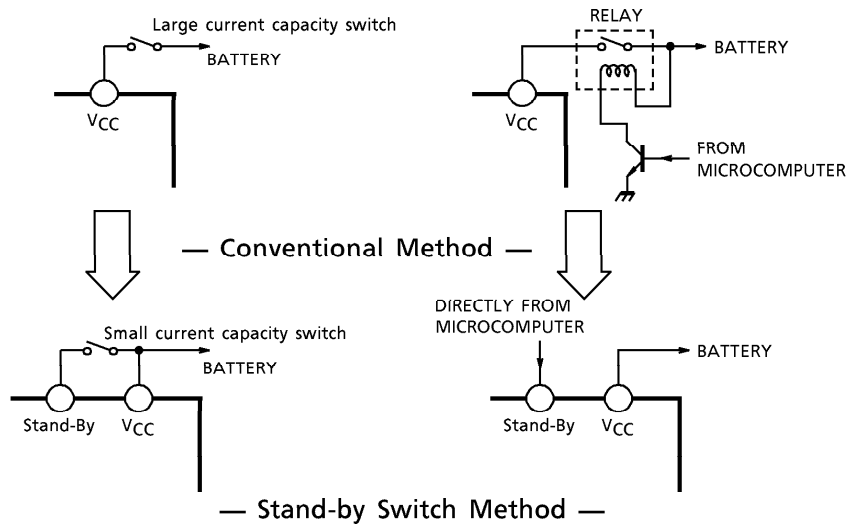 Large current capacity switch
BATTERY
VCC
RELAY
BATTERY
VCC
FROM
MICROCOMPUTER
— Conventional Method —
Small current capacity switch
BATTERY
Stand-By
VCC
DIRECTLY FROM
MICROCOMPUTER
BATTERY
Stand-By
VCC
— Stand-by Switch Method —